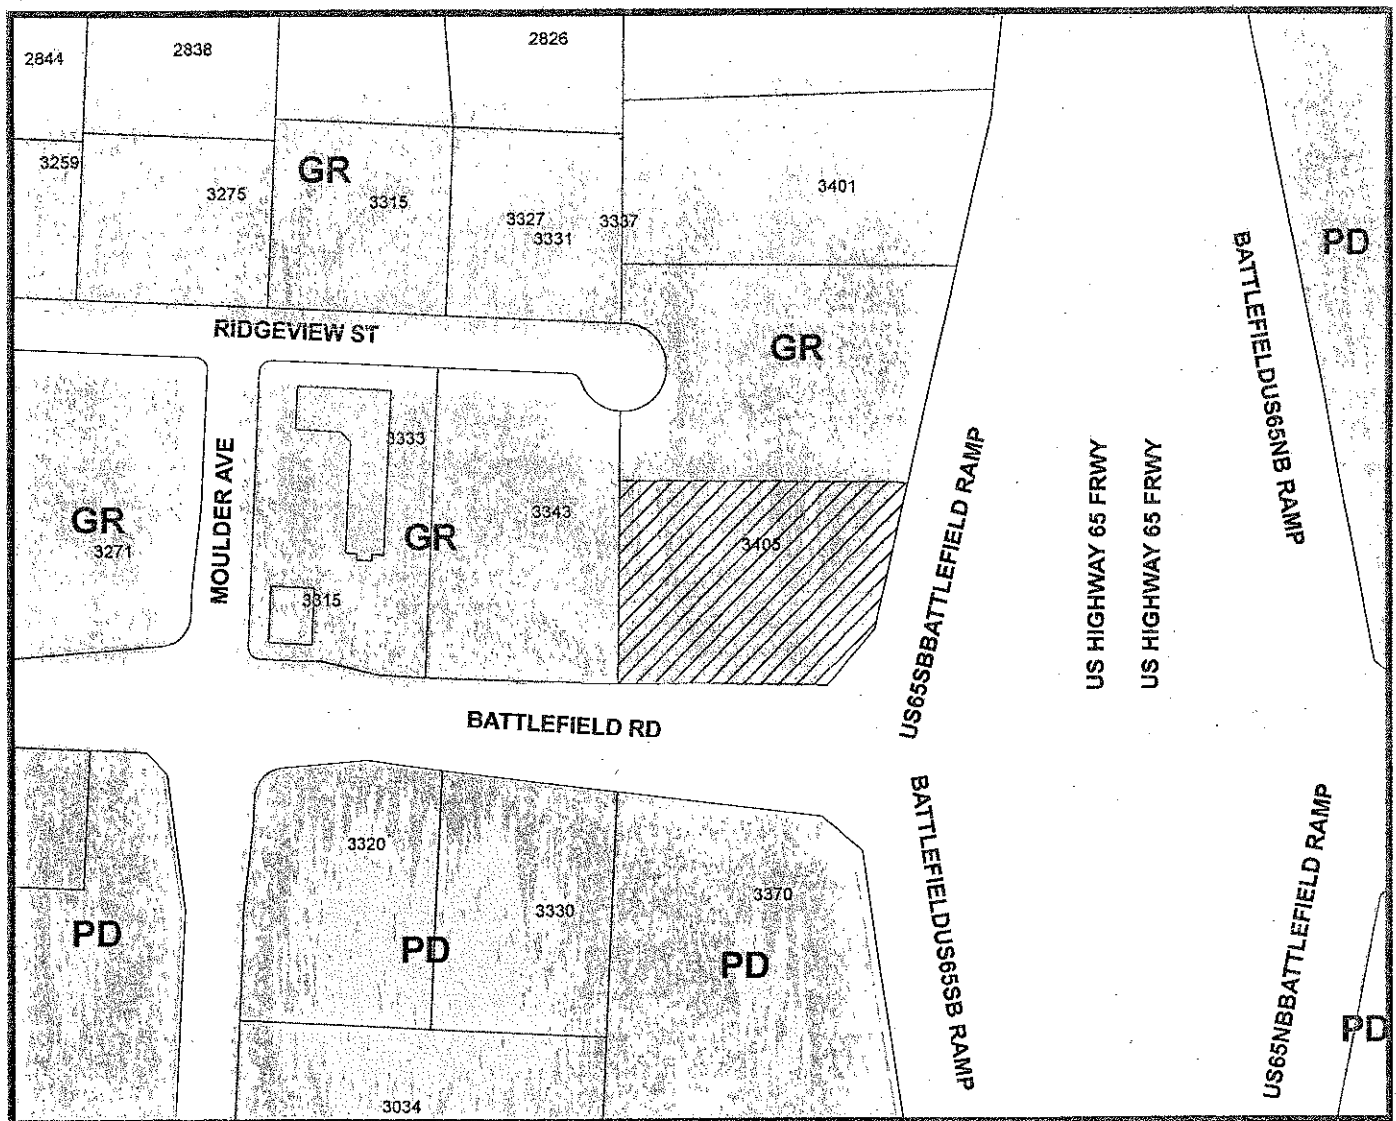 2844
2838
2826
3259
3275
GR
3315
3327
3331
3337
3401
PD
RIDGEVIEW ST
GR
BATTLEFIELDUS65NB RAMP
MOULDER AVE
3333
GR
3271
GR
3343
3405
3315
US65SBBATTLEFIELD RAMP
US HIGHWAY 65 FRWY
US HIGHWAY 65 FRWY
BATTLEFIELD RD
3320
3330
3370
PD
PD
PD
BATTLEFIELDUS65SB RAMP
US65NBBATTLEFIELD RAMP
PD
3034